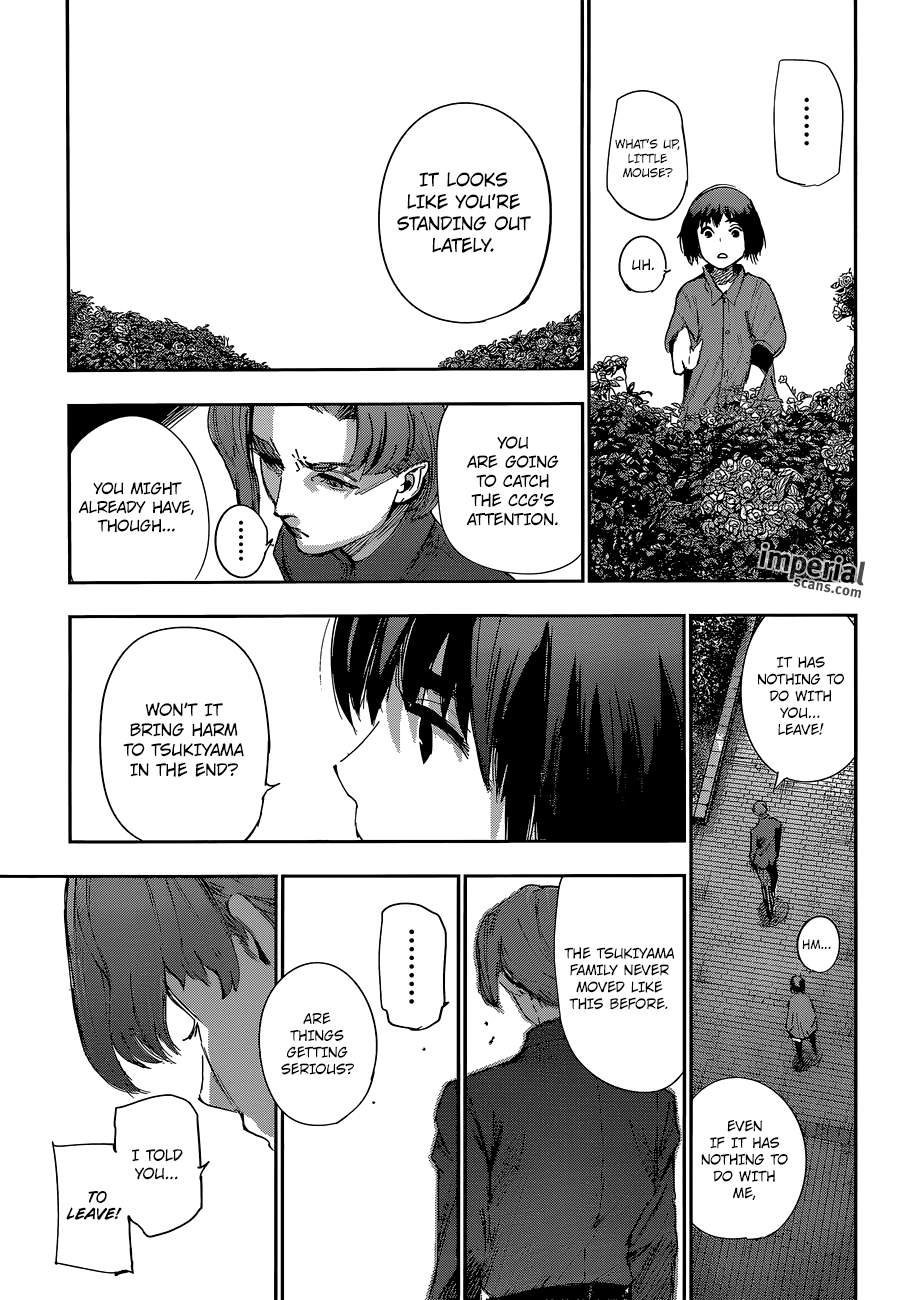 ......
WHAT'S UP,
LITTLE
MOUSE?
UH.
IT LOOKS
LIKE YOU'RE
STANDING OUT
LATELY.
YOU
ARE GOING
TO CATCH
THE CCG'S
ATTENTION.
.....
YOU MIGHT
ALREADY HAVE,
THOUGH...
imperial
scans.com
IT HAS
NOTHING TO
DO WITH
YOU...
LEAVE!
HM...
EVEN
IF IT HAS
NOTHING TO
DO WITH
ME,
WON'T IT
BRING HARM
TO TSUKIYAMA
IN THE END?
THE TSUKIYAMA
FAMILY NEVER
MOVED LIKE
THIS BEFORE.
......
ARE
THINGS
GETTING
SERIOUS?
I TOLD
YOU...
TO
LEAVE!